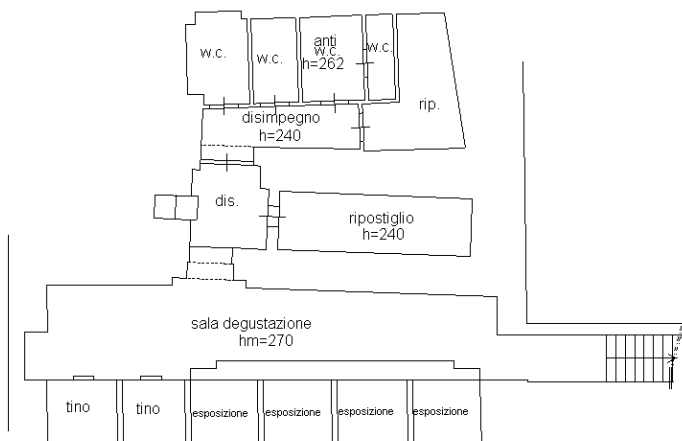 w.c.
w.c.
anti
w.c.
h=262
w.c.
rip.
disimpegno
h=240
dis.
ripostiglio
h=240
sala degustazione
hm=270
tino
tino
esposizione
esposizione
esposizione
esposizione